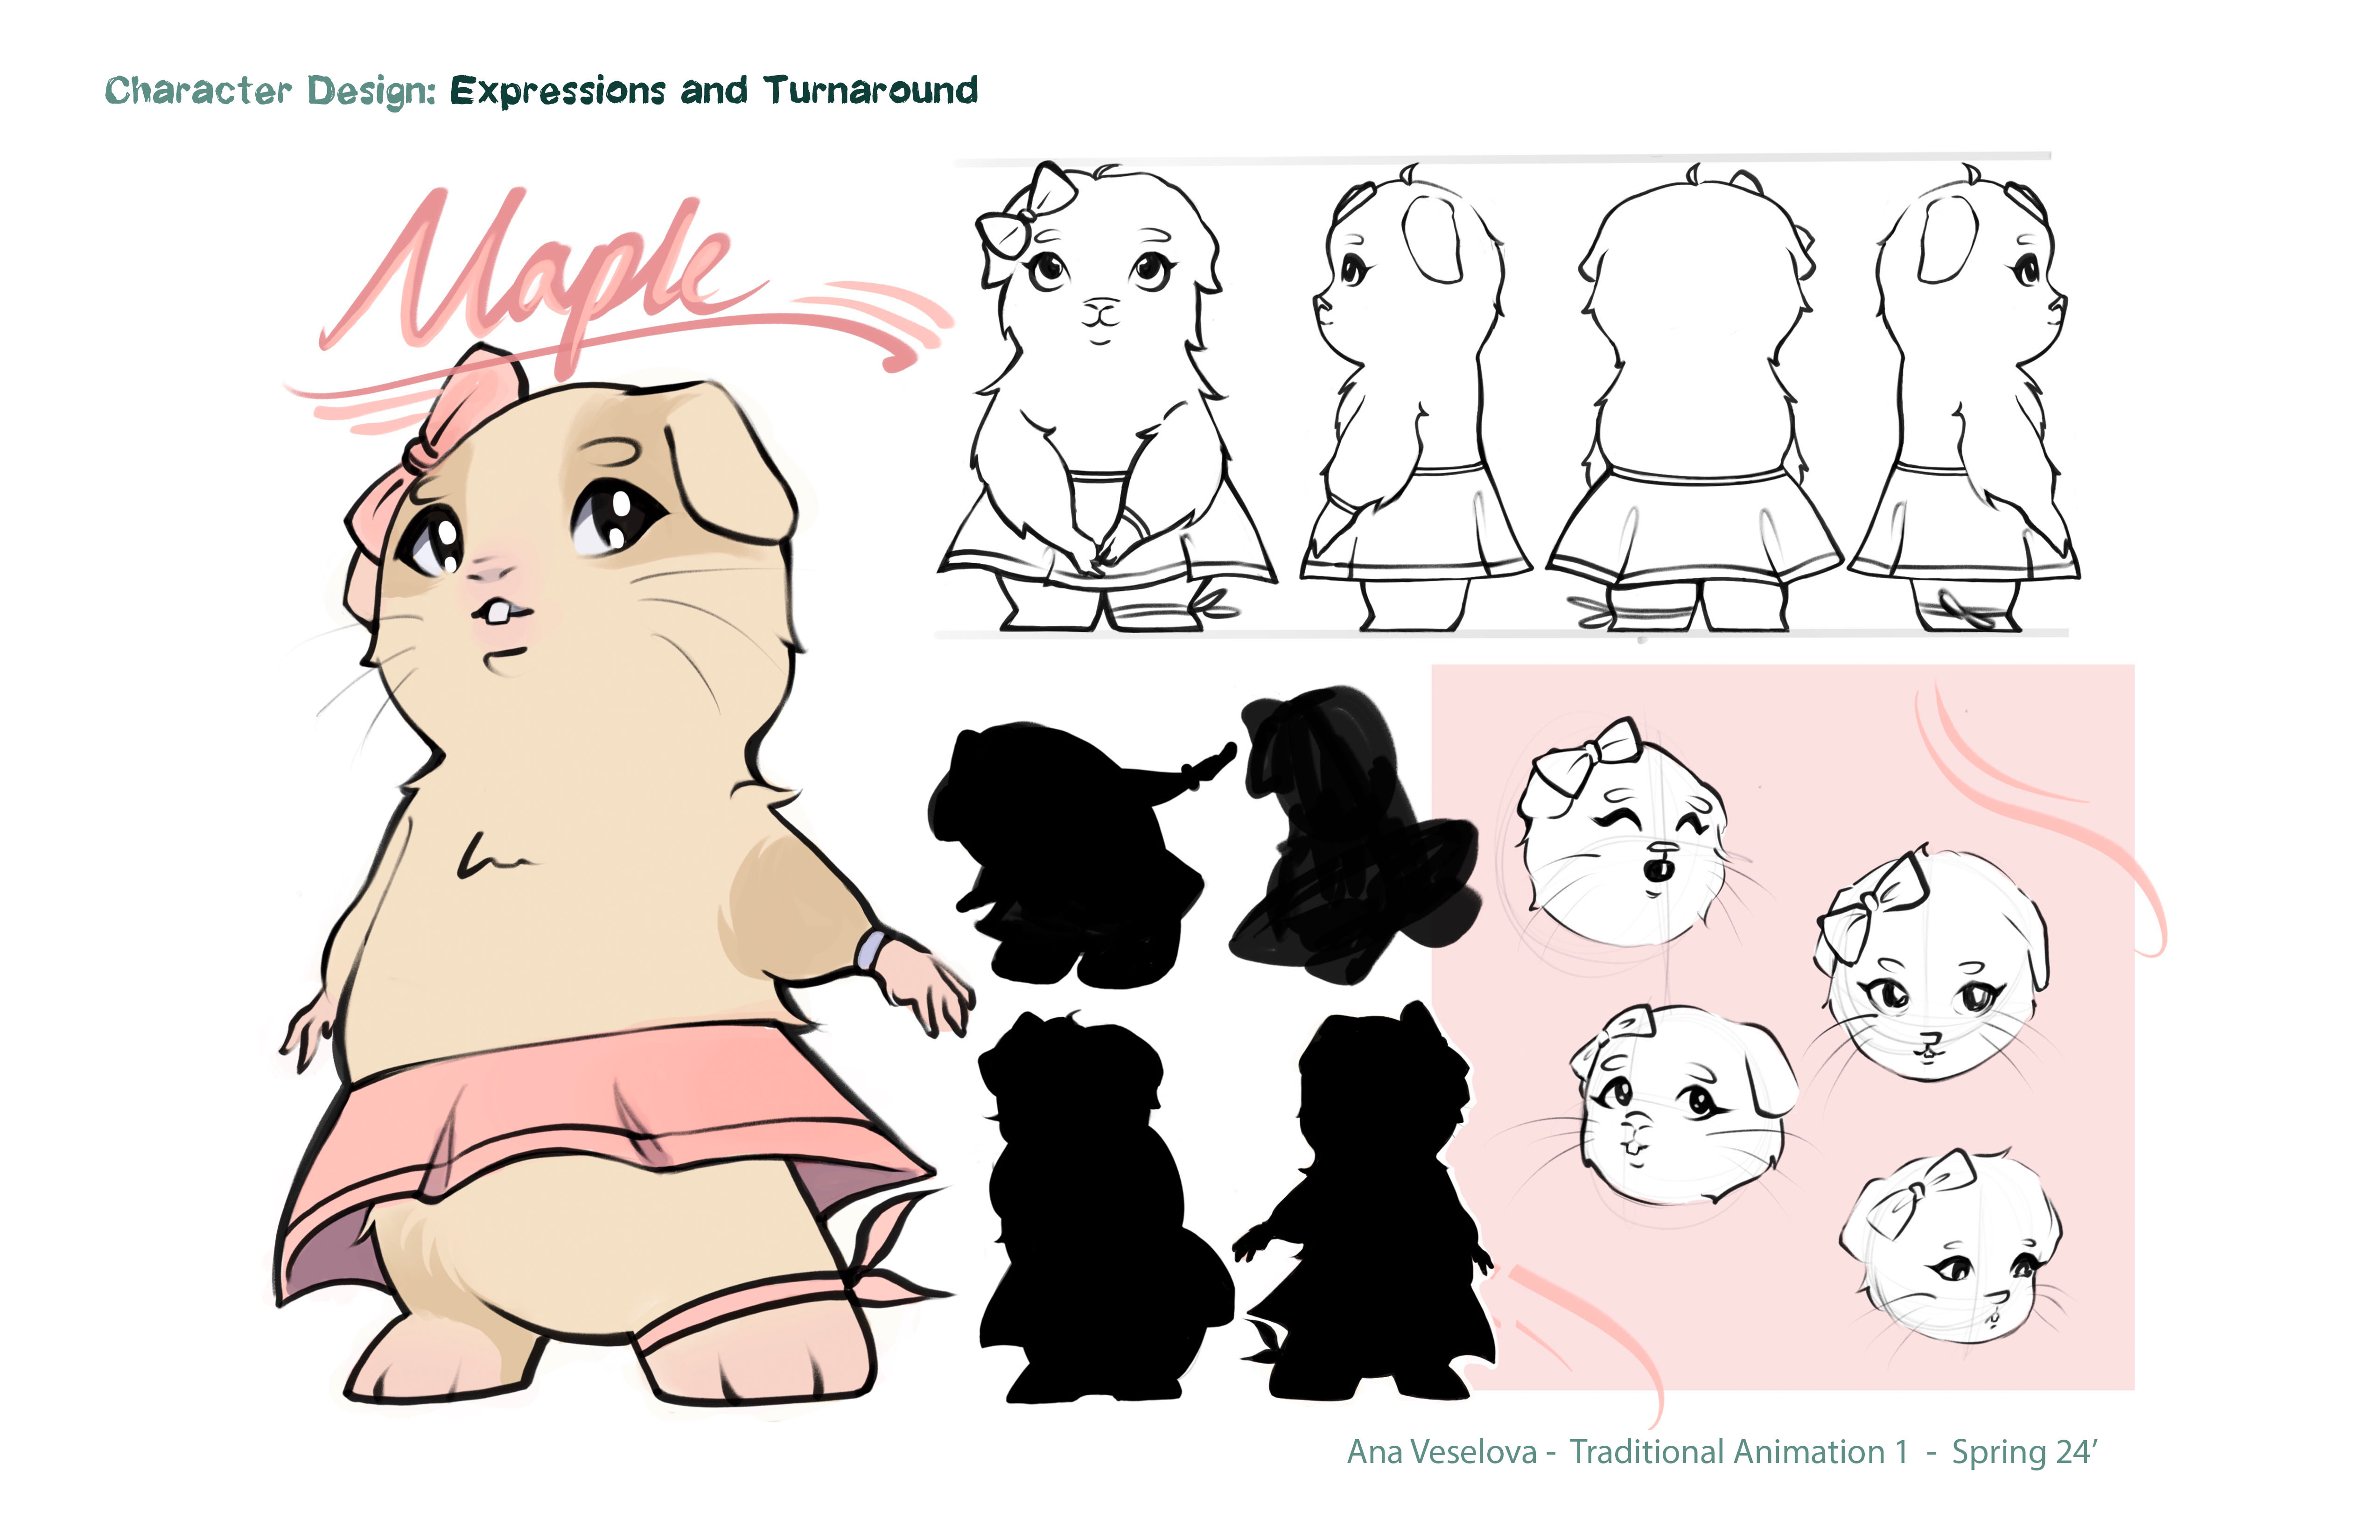 Character Design: Expressions and Turnaround
Maple
Ana Veselova - Traditional Animation 1 - Spring 24’